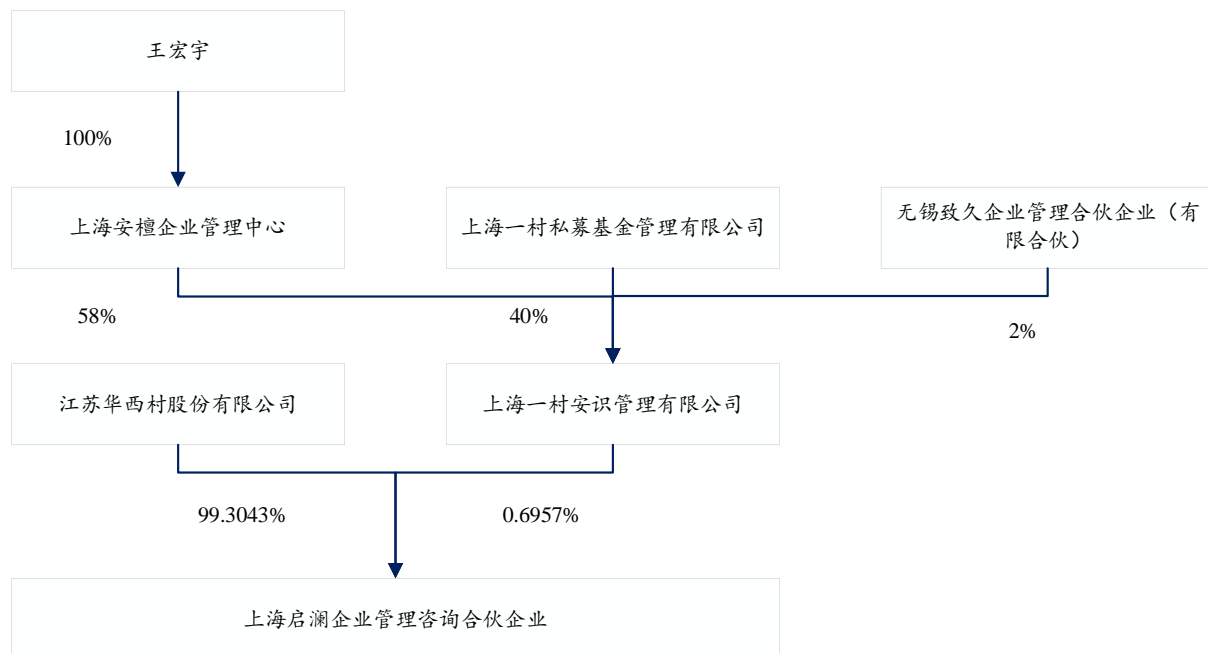 王宏宇
100%
上海安檀企业管理中心
上海一村私募基金管理有限公司
无锡致久企业管理合伙企业（有
限合伙）
58%
40%
2%
江苏华西村股份有限公司
上海一村安识管理有限公司
99.3043%
0.6957%
上海启澜企业管理咨询合伙企业